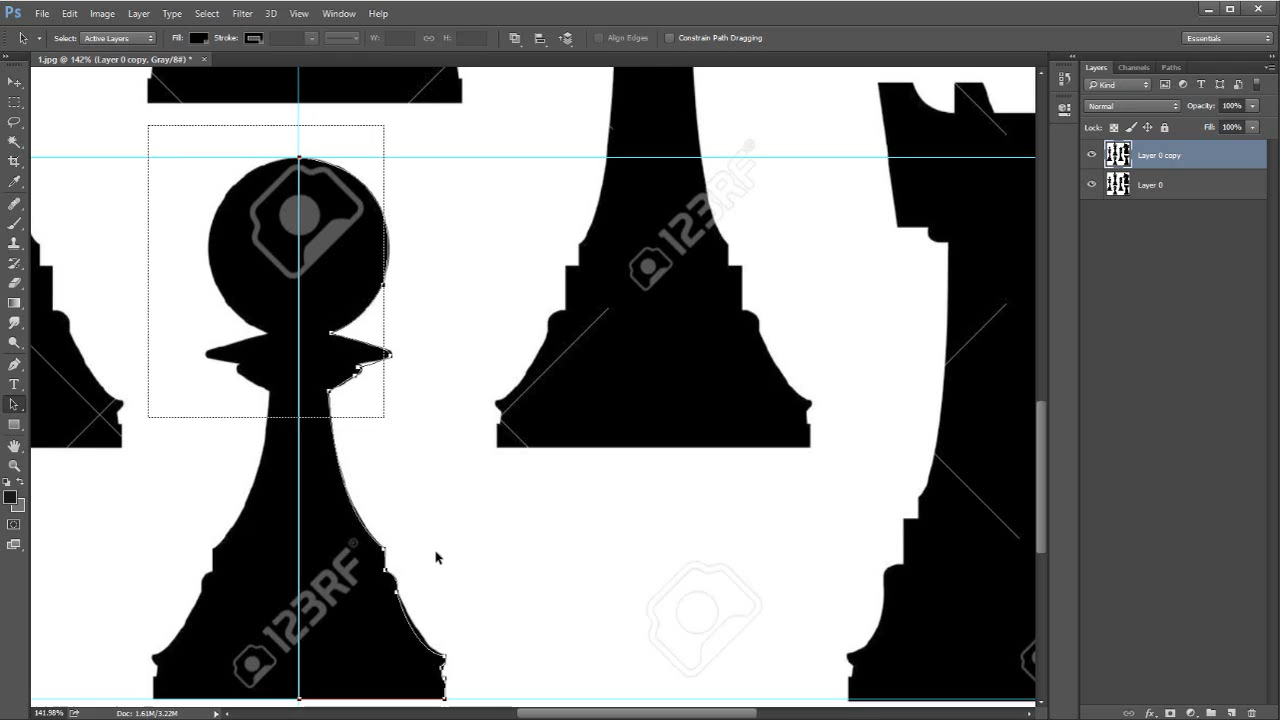 Ps File Edit Image Layer Type Select Filter 3D View Window Help
Select: Active Layers Fill: Stroke: W: H: Align Edges Constrain Path Dragging Essentials
1.jpg @ 142% (Layer 0 copy, Gray/8#) * ×
Layers Channels Paths
Kind
Normal Opacity: 100%
Lock: Fill: 100%
Layer 0 copy
Layer 0
123RF®
123RF®
141.98% Doc: 1.61M/3.22M